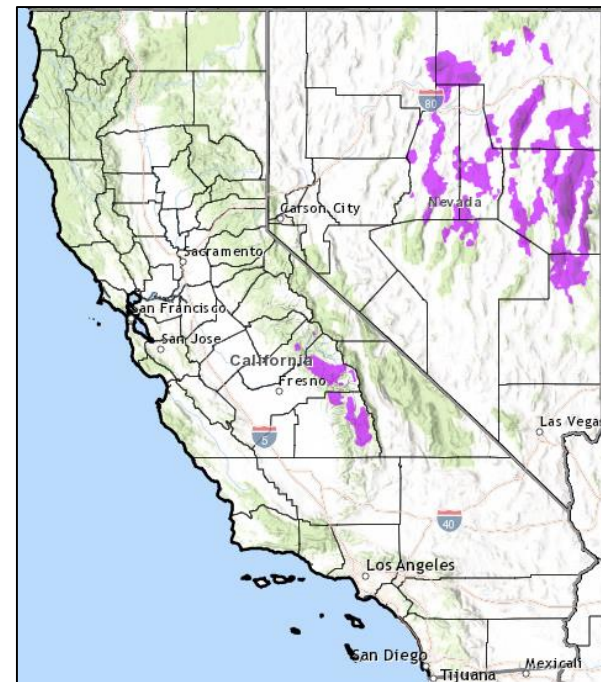 80
Carson City
Nevada
Sacramento
San Francisco
San Jose
California
Fresno
Las Vegas
5
40
Los Angeles
San Diego
Tijuana
Mexicali